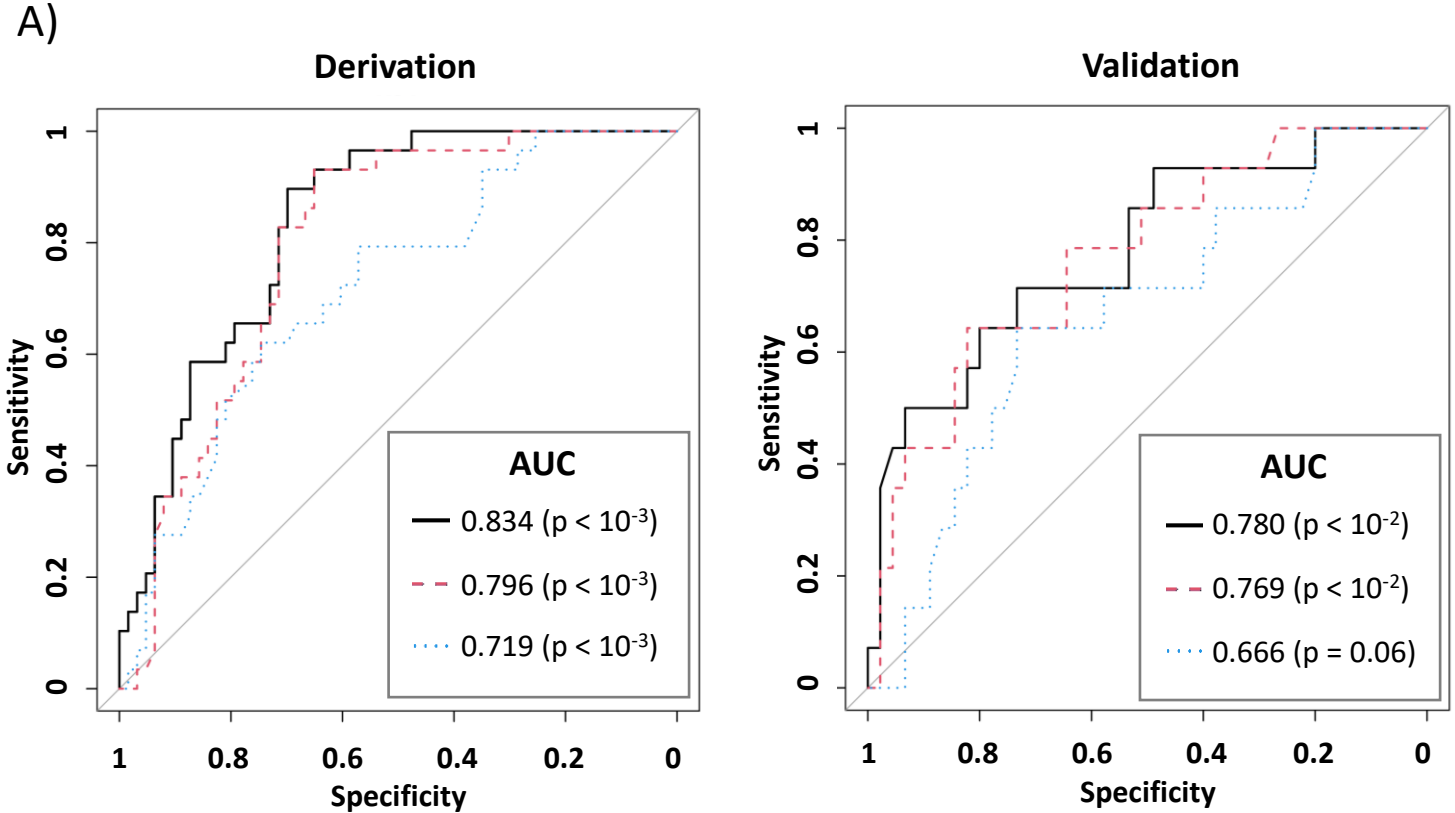 A)
Derivation
Sensitivity
1
0.8
0.6
0.4
0.2
0
AUC
0.834 (p < 10⁻³)
0.796 (p < 10⁻³)
0.719 (p < 10⁻³)
1 0.8 0.6 0.4 0.2 0
Specificity
Validation
Sensitivity
1
0.8
0.6
0.4
0.2
0
AUC
0.780 (p < 10⁻²)
0.769 (p < 10⁻²)
0.666 (p = 0.06)
1 0.8 0.6 0.4 0.2 0
Specificity